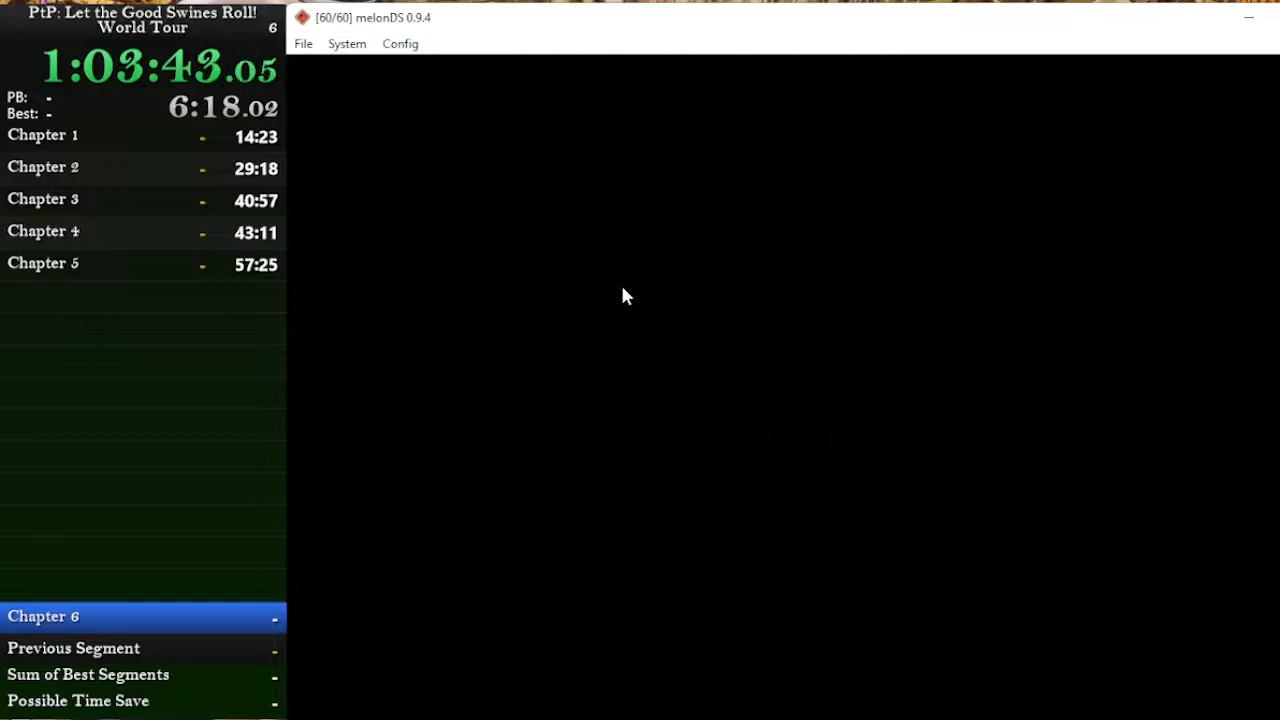 PtP: Let the Good Swines Roll!
World Tour 6
1:03:43.05
PB: -
6:18.02
Best: -
Chapter 1 - 14:23
Chapter 2 - 29:18
Chapter 3 - 40:57
Chapter 4 - 43:11
Chapter 5 - 57:25
Chapter 6 -
Previous Segment -
Sum of Best Segments -
Possible Time Save -
[60/60] melonDS 0.9.4
File System Config